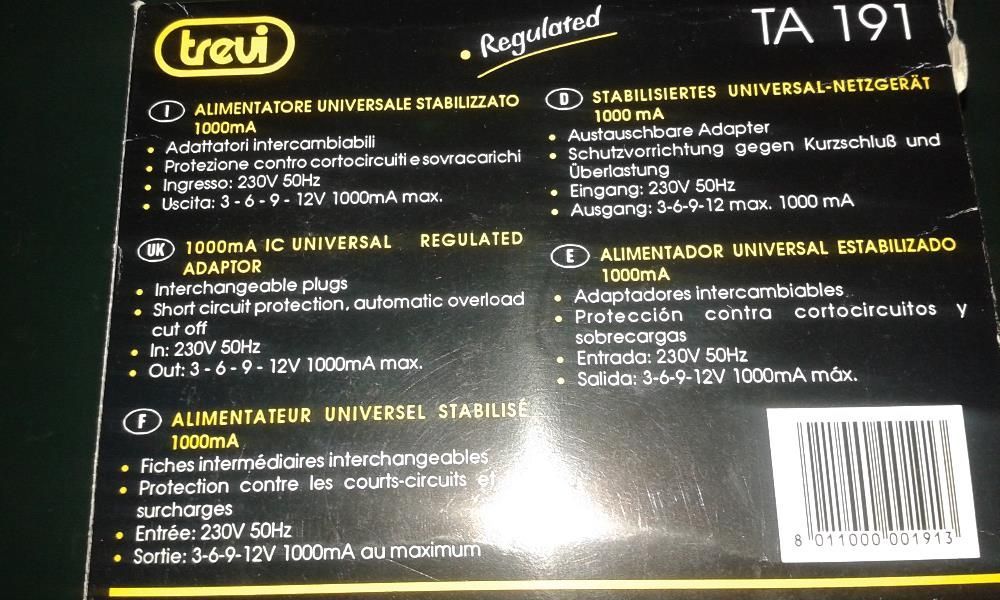 trevi
• Regulated
TA 191
I ALIMENTATORE UNIVERSALE STABILIZZATO
1000mA
• Adattatori intercambiabili
• Protezione contro cortocircuiti e sovracarichi
• Ingresso: 230V 50Hz
• Uscita: 3 - 6 - 9 - 12V 1000mA max.
UK 1000mA IC UNIVERSAL REGULATED
ADAPTOR
• Interchangeable plugs
• Short circuit protection, automatic overload
cut off
• In: 230V 50Hz
• Out: 3 - 6 - 9 - 12V 1000mA max.
F ALIMENTATEUR UNIVERSEL STABILISÉ
1000mA
• Fiches intermédiaires interchangeables
• Protection contre les courts-circuits et
surcharges
• Entrée: 230V 50Hz
• Sortie: 3-6-9-12V 1000mA au maximum
D STABILISIERTES UNIVERSAL-NETZGERÄT
1000 mA
• Austauschbare Adapter
• Schutzvorrichtung gegen Kurzschluß und
Überlastung
• Eingang: 230V 50Hz
• Ausgang: 3-6-9-12 max. 1000 mA
E ALIMENTADOR UNIVERSAL ESTABILIZADO
1000mA
• Adaptadores intercambiables
• Protección contra cortocircuitos y
sobrecargas
• Entrada: 230V 50Hz
• Salida: 3-6-9-12V 1000mA máx.
8 011000 001913